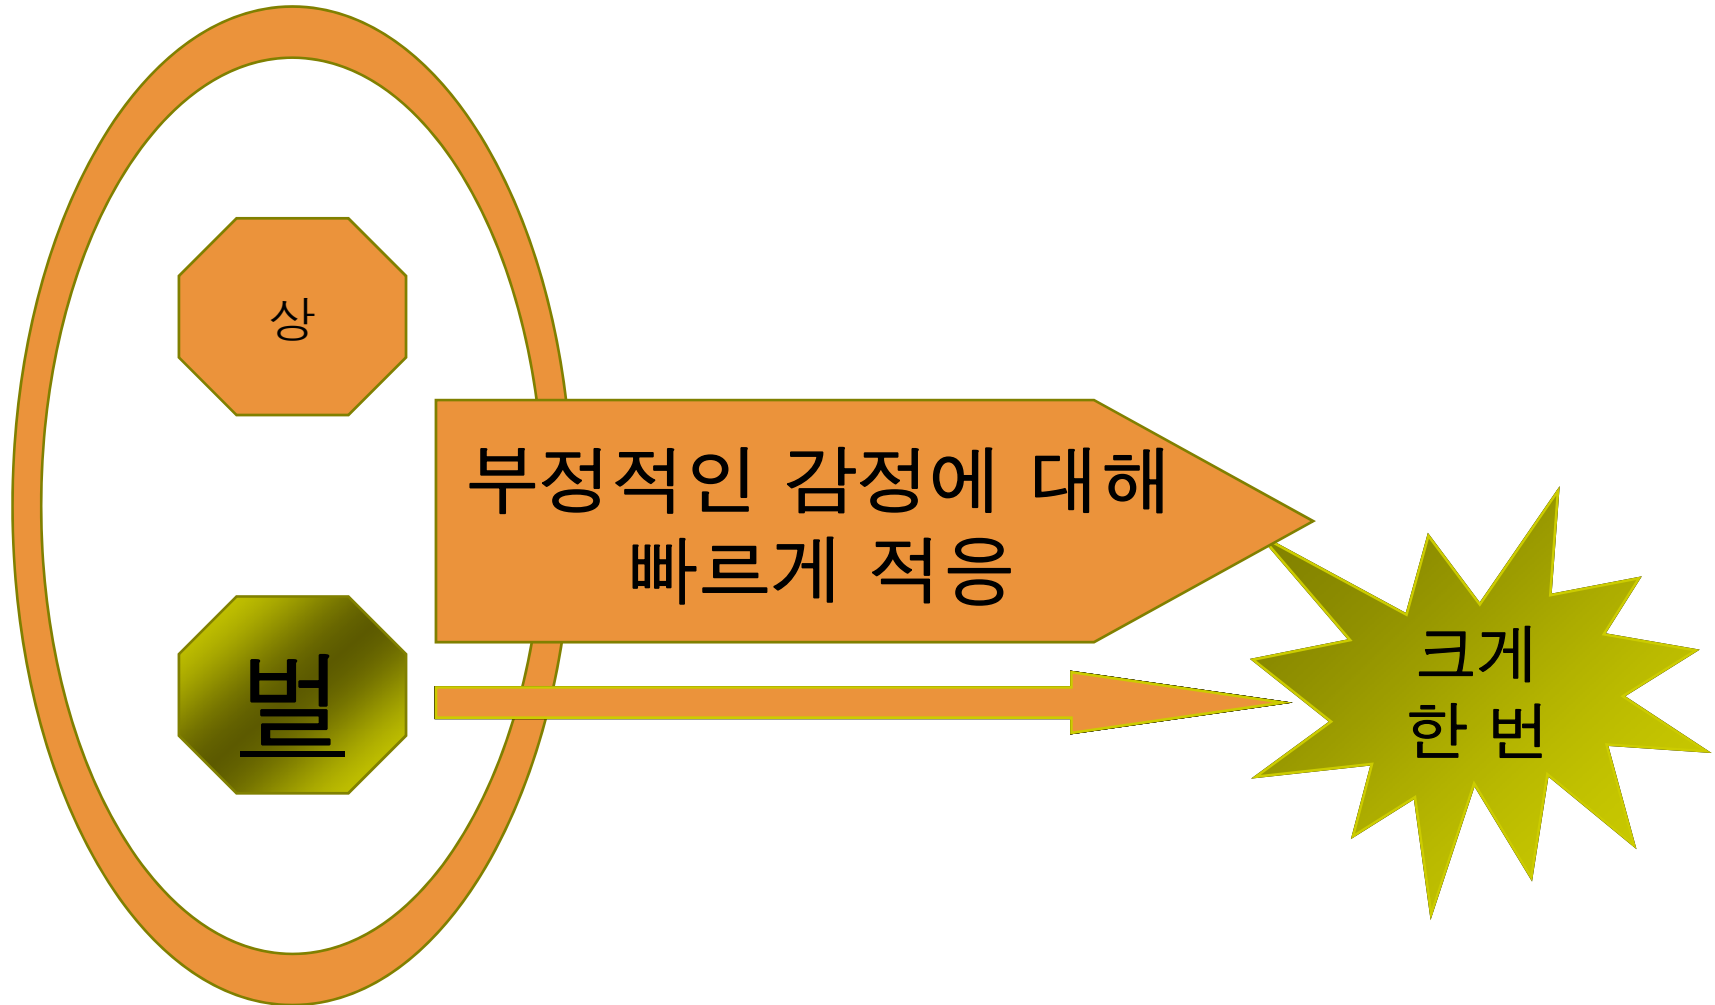 상
부정적인 감정에 대해
빠르게 적응
벌
크게
한 번